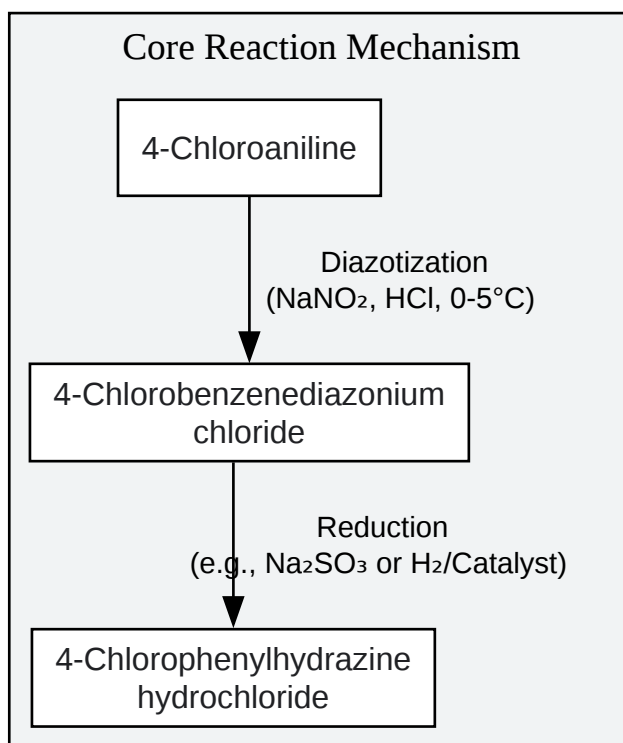 Core Reaction Mechanism
4-Chloroaniline
Diazotization
(NaNO₂, HCl, 0-5°C)
4-Chlorobenzenediazonium
chloride
Reduction
(e.g., Na₂SO₃ or H₂/Catalyst)
4-Chlorophenylhydrazine
hydrochloride